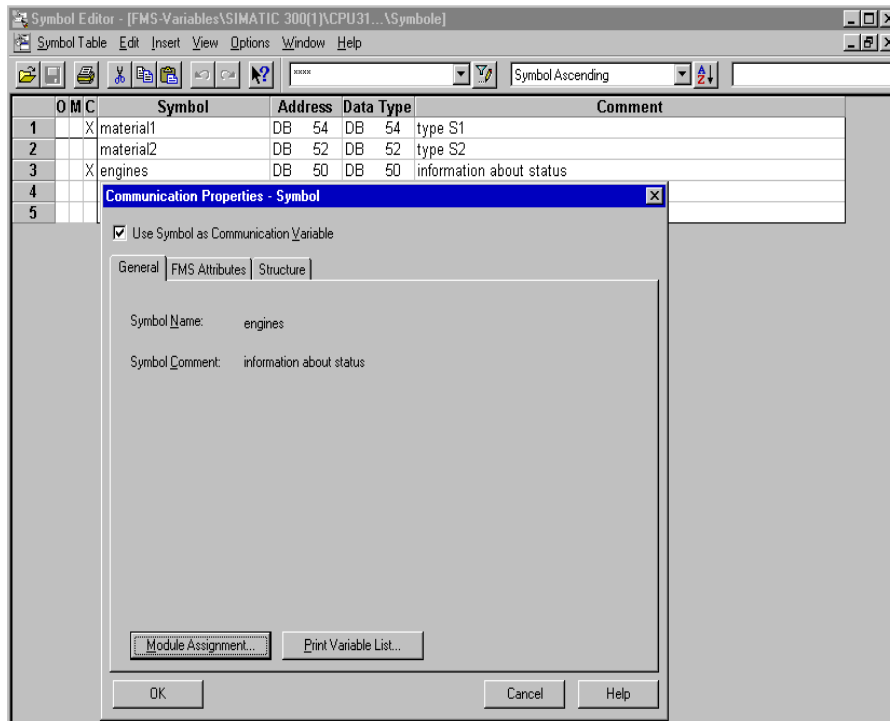 Symbol Editor - [FMS-Variables\SIMATIC 300(1)\CPU31...\Symbole]
Symbol Table Edit Insert View Options Window Help
**** Symbol Ascending
O M C Symbol Address Data Type Comment
1 X material1 DB 54 DB 54 type S1
2 material2 DB 52 DB 52 type S2
3 X engines DB 50 DB 50 information about status
4
5
Communication Properties - Symbol
Use Symbol as Communication Variable
General FMS Attributes Structure
Symbol Name: engines
Symbol Comment: information about status
Module Assignment... Print Variable List...
OK Cancel Help